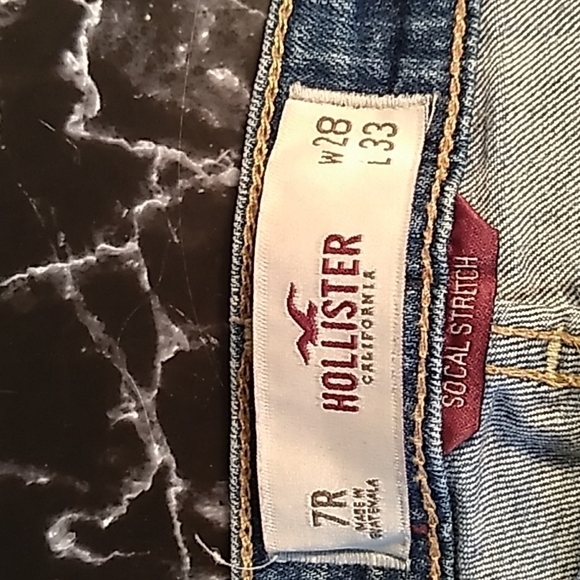 7R
MADE IN
GUATEMALA
HOLLISTER
CALIFORNIA
W28
L33
SOCAL STRETCH